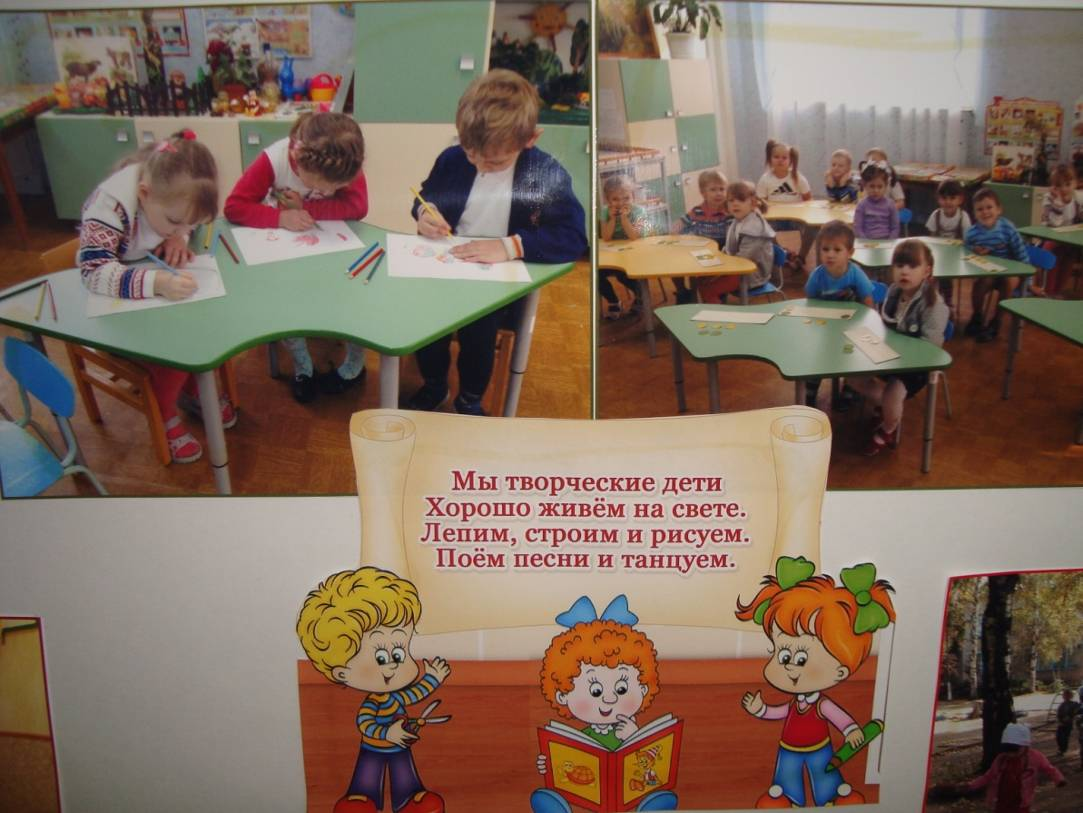 Мы творческие дети
Хорошо живём на свете.
Лепим, строим и рисуем.
Поём песни и танцуем.